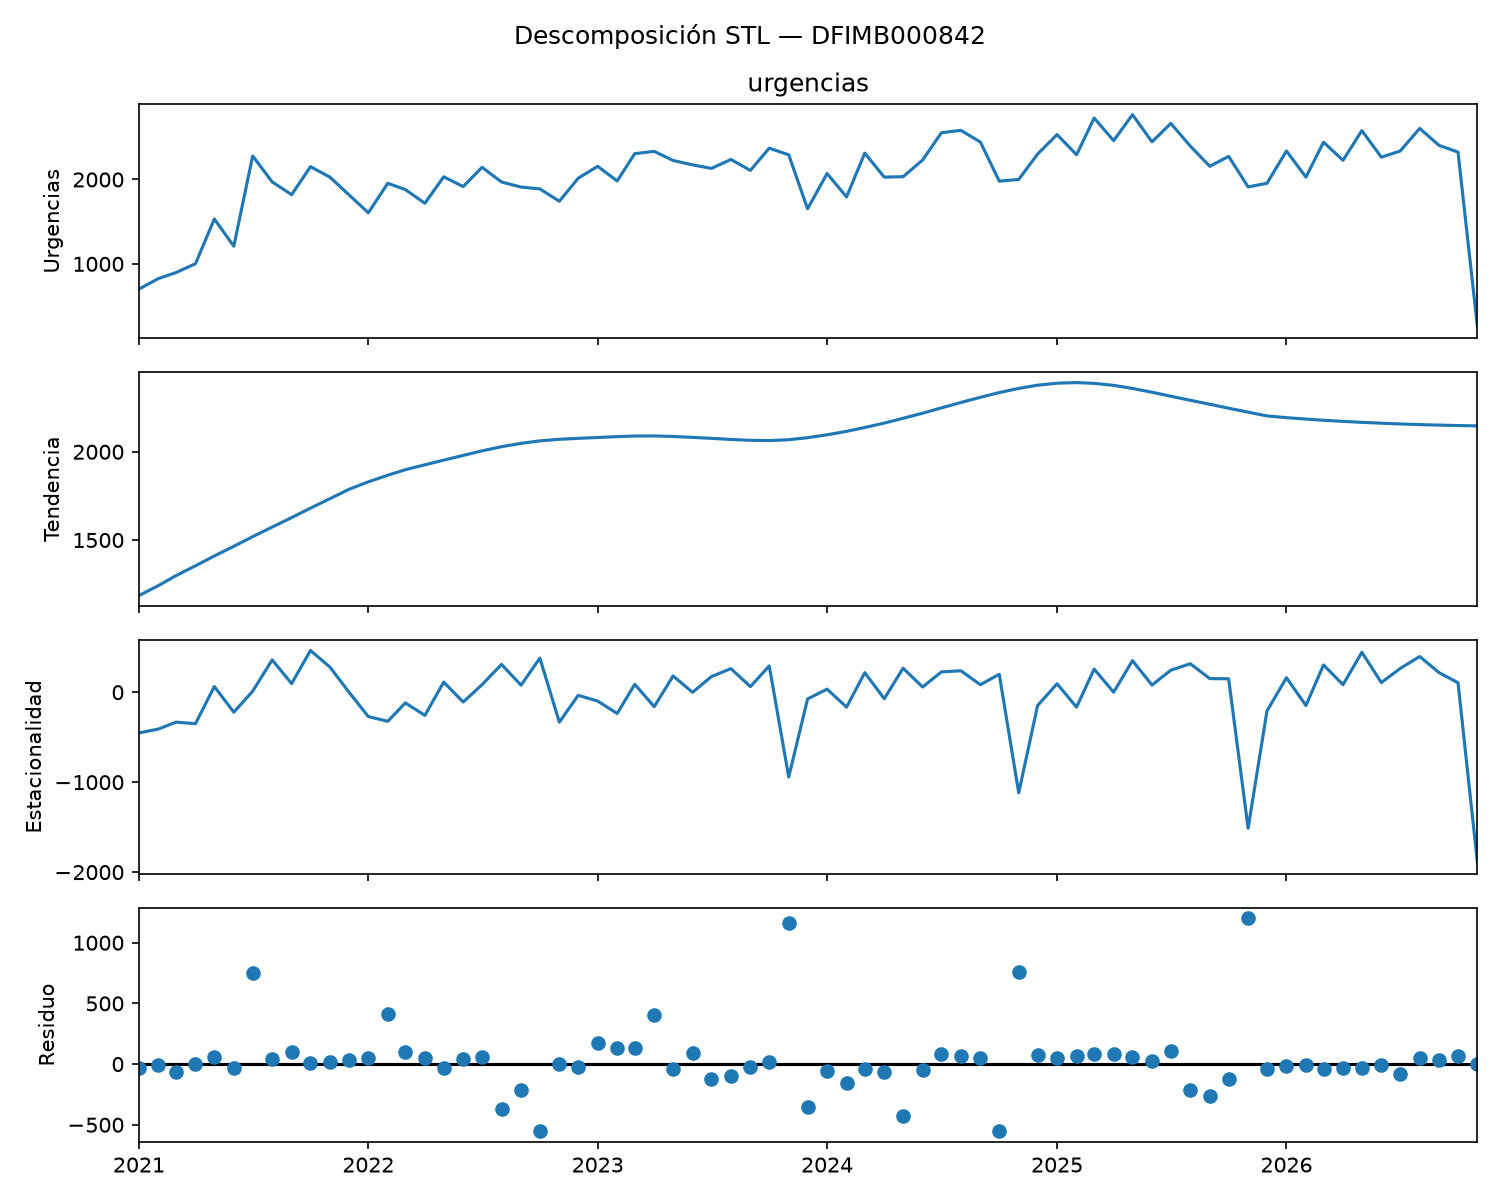 Descomposición STL — DFIMB000842
urgencias
Urgencias
2000
1000
Tendencia
2000
1500
Estacionalidad
0
−1000
−2000
Residuo
1000
500
0
−500
2021
2022
2023
2024
2025
2026